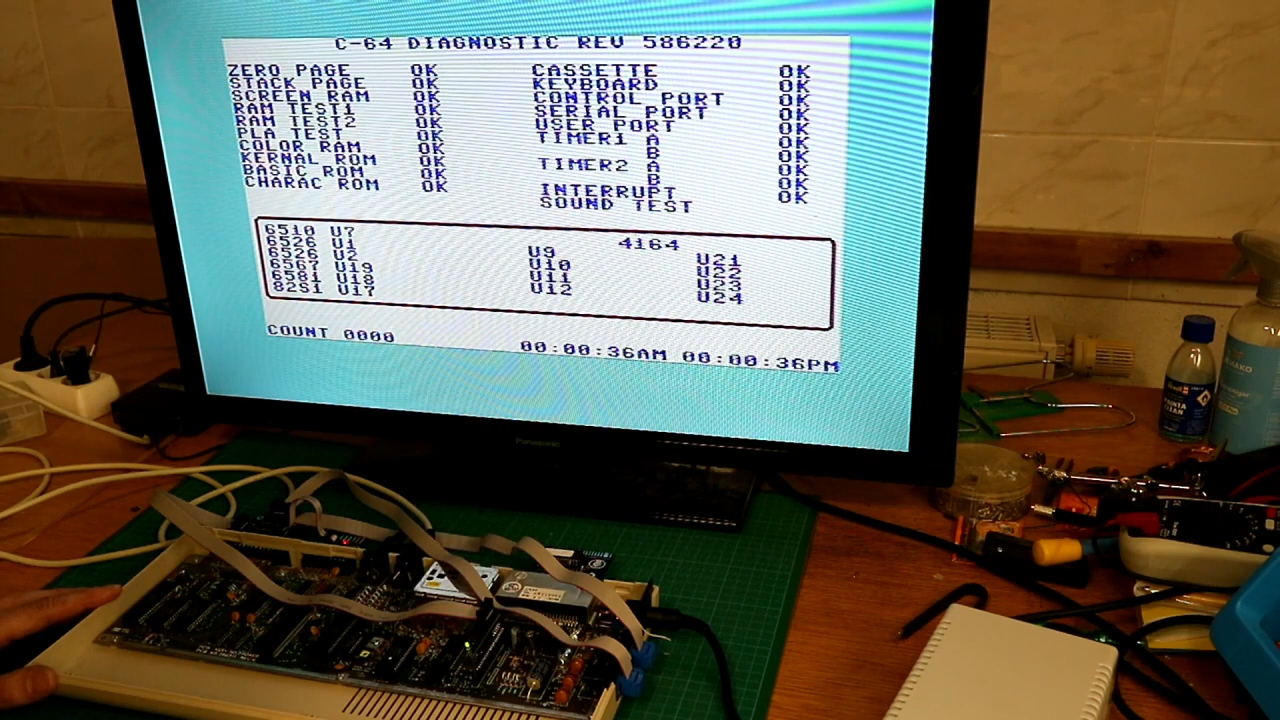 C-64 DIAGNOSTIC REV 586220
ZERO PAGE OK
STACK PAGE OK
SCREEN RAM OK
RAM TEST1 OK
RAM TEST2 OK
PLA TEST OK
COLOR RAM OK
KERNAL ROM OK
BASIC ROM OK
CHARAC ROM OK
CASSETTE OK
KEYBOARD OK
CONTROL PORT OK
SERIAL PORT OK
USER PORT OK
TIMER1 A OK
B OK
TIMER2 A OK
B OK
INTERRUPT OK
SOUND TEST
6510 U7
6526 U1
6526 U2
6567 U19
6581 U18
82S1 U17
4164
U9 U21
U10 U22
U11 U23
U12 U24
COUNT 0000
00:00:36AM 00:00:36PM
Panasonic
Revell